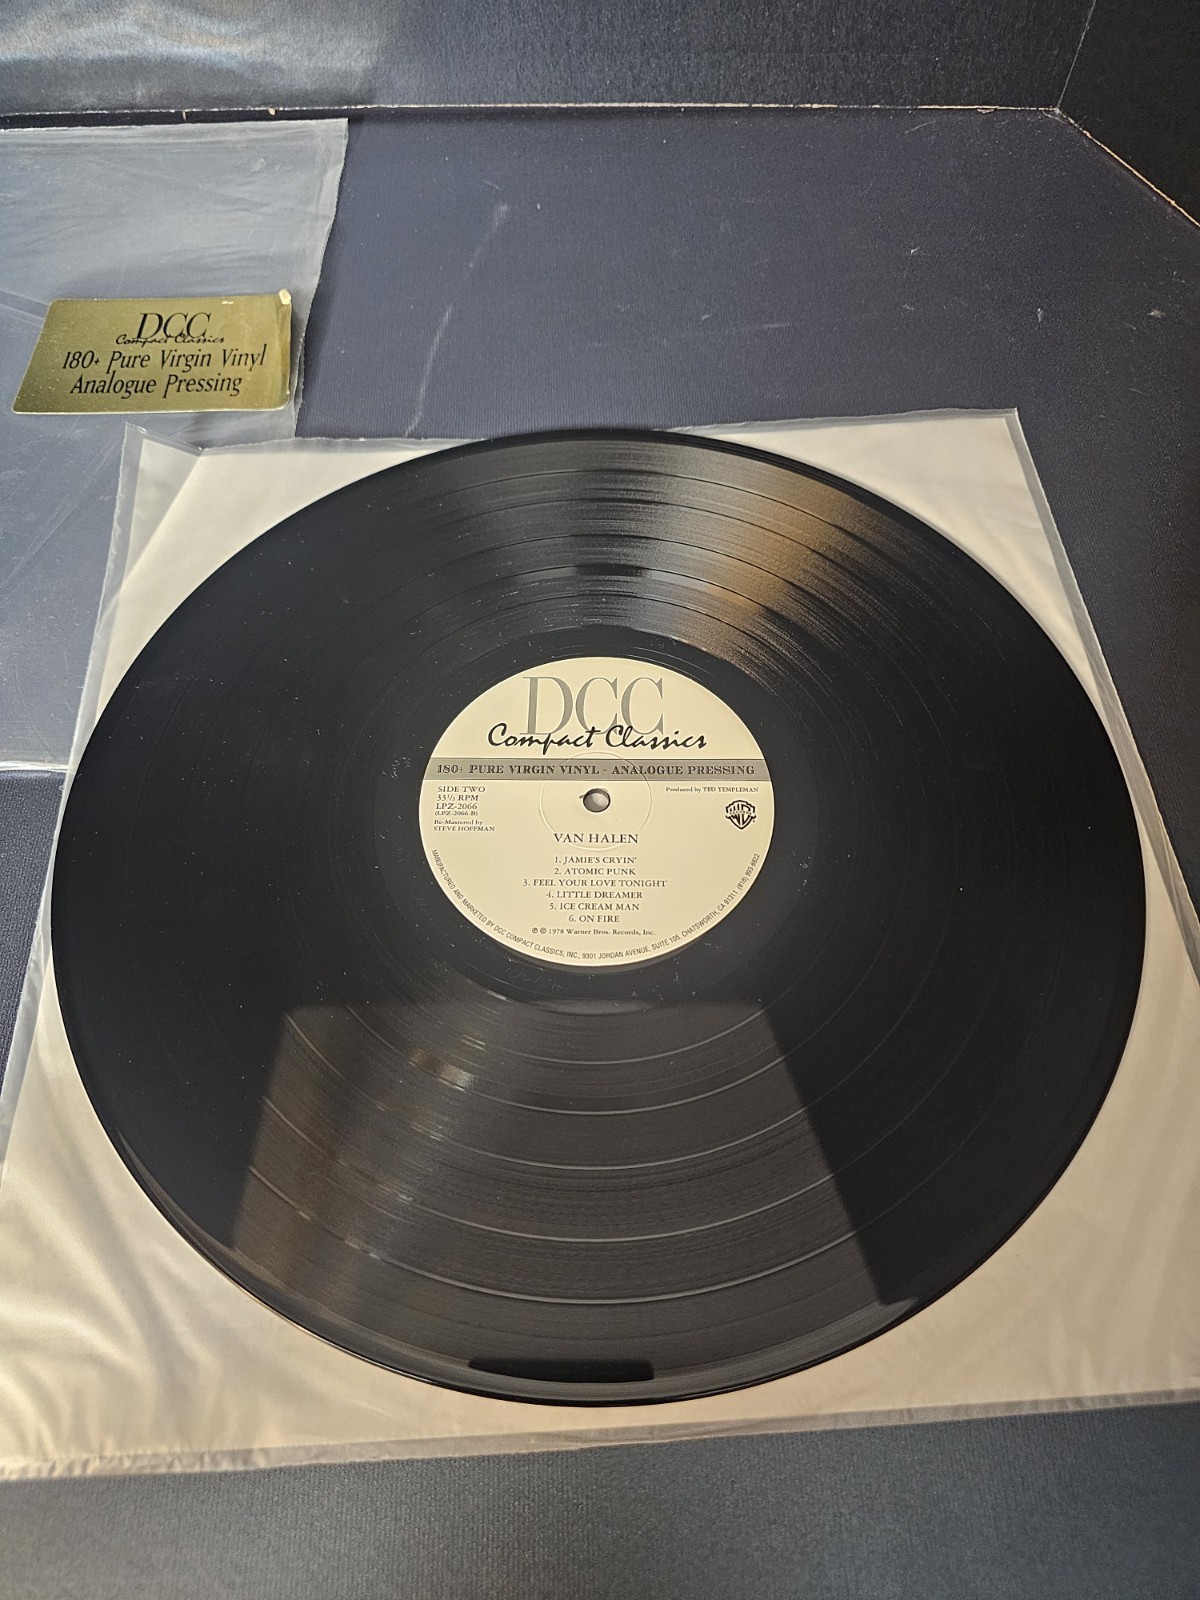 DCC
Compact Classics
180+ Pure Virgin Vinyl
Analogue Pressing
DCC
Compact Classics
180+ PURE VIRGIN VINYL - ANALOGUE PRESSING
SIDE TWO
33⅓ RPM
LPZ-2066
(LPZ-2066-B)
Re-Mastered by
STEVE HOFFMAN
Produced by TED TEMPLEMAN
VAN HALEN
1. JAMIE'S CRYIN'
2. ATOMIC PUNK
3. FEEL YOUR LOVE TONIGHT
4. LITTLE DREAMER
5. ICE CREAM MAN
6. ON FIRE
℗ © 1978 Warner Bros. Records, Inc.
MANUFACTURED AND MARKETED BY DCC COMPACT CLASSICS, INC., 9301 JORDAN AVENUE, SUITE 105, CHATSWORTH, CA 91311 (818) 993-8822